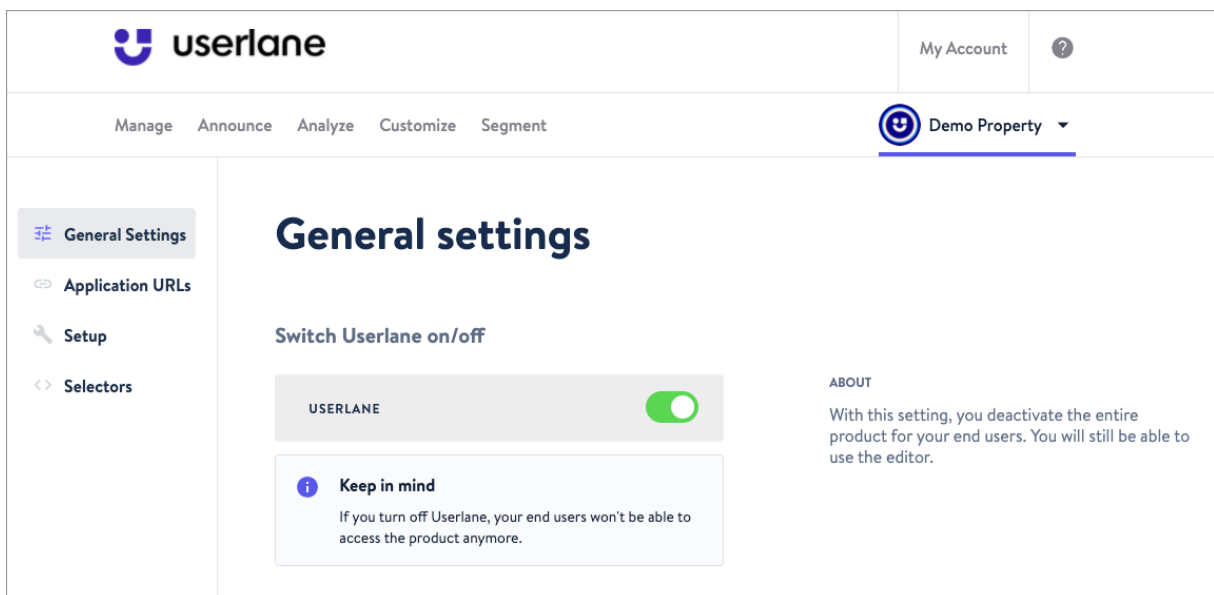 userlane
My Account
?
Manage Announce Analyze Customize Segment
Demo Property
General Settings
Application URLs
Setup
Selectors
General settings
Switch Userlane on/off
USERLANE
Keep in mind
If you turn off Userlane, your end users won't be able to
access the product anymore.
ABOUT
With this setting, you deactivate the entire
product for your end users. You will still be able to
use the editor.